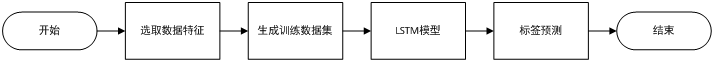 开始
选取数据特征
生成训练数据集
LSTM模型
标签预测
结束